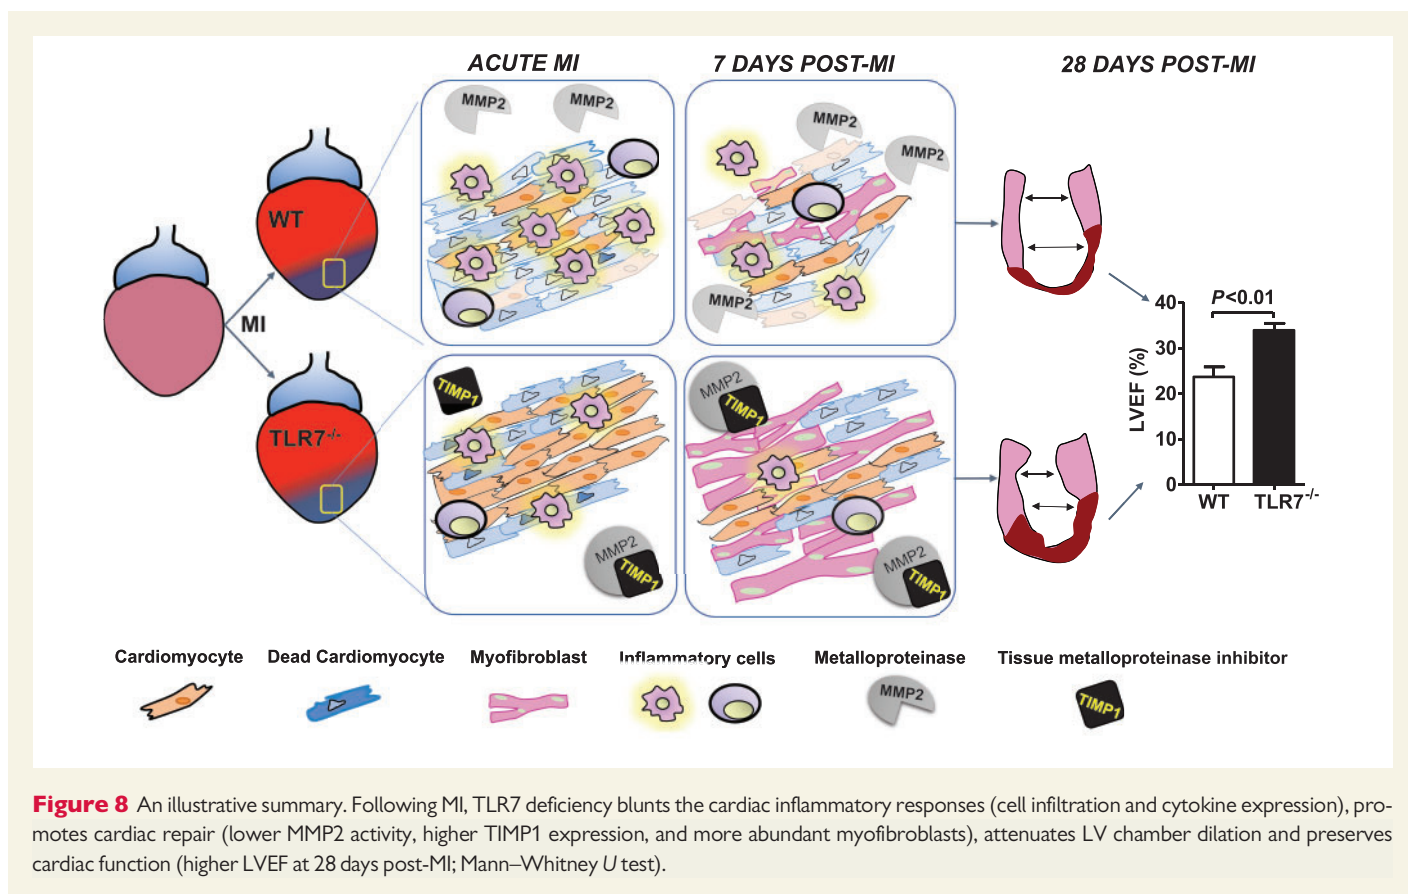 ACUTE MI
7 DAYS POST-MI
28 DAYS POST-MI
WT
MI
TLR7-/-
MMP2
MMP2
MMP2
MMP2
MMP2
TIMP1
MMP2
TIMP1
MMP2
TIMP1
MMP2
TIMP1
P<0.01
LVEF (%)
40
30
20
10
0
WT
TLR7-/-
Cardiomyocyte
Dead Cardiomyocyte
Myofibroblast
Inflammatory cells
Metalloproteinase
Tissue metalloproteinase inhibitor
MMP2
TIMP1
Figure 8 An illustrative summary. Following MI, TLR7 deficiency blunts the cardiac inflammatory responses (cell infiltration and cytokine expression), pro-
motes cardiac repair (lower MMP2 activity, higher TIMP1 expression, and more abundant myofibroblasts), attenuates LV chamber dilation and preserves
cardiac function (higher LVEF at 28 days post-MI; Mann–Whitney U test).